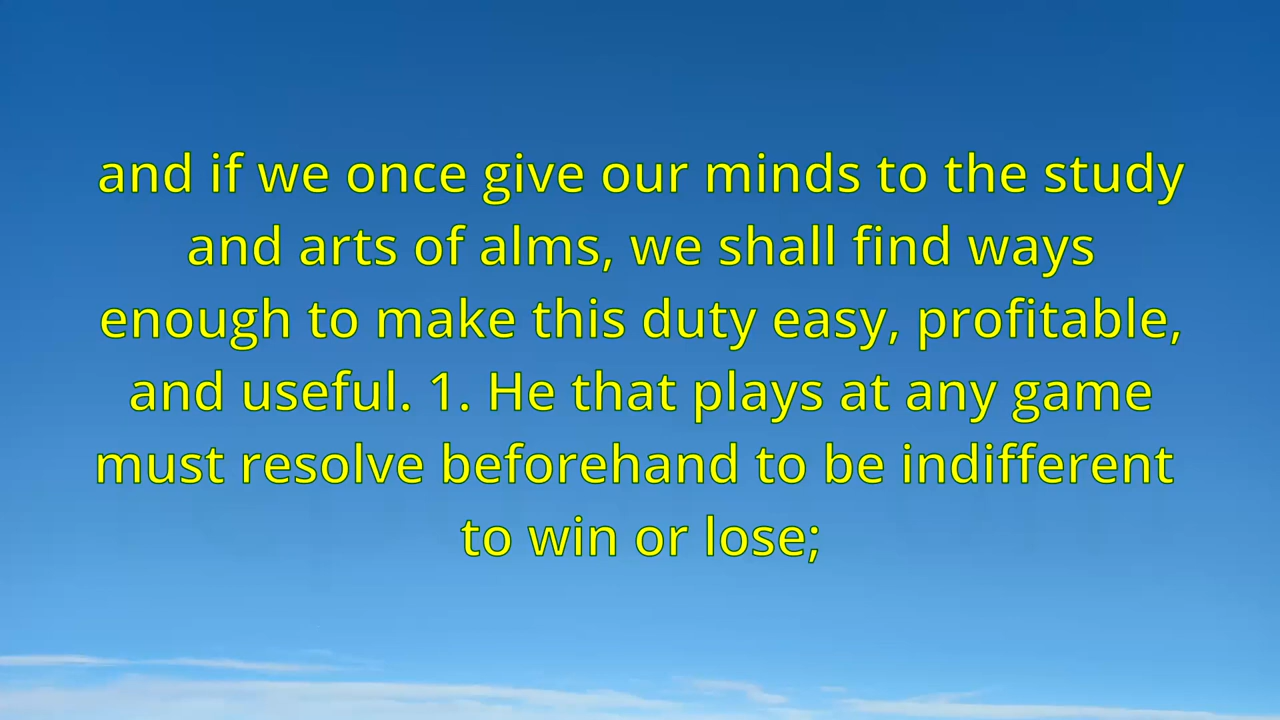 and if we once give our minds to the study
and arts of alms, we shall find ways
enough to make this duty easy, profitable,
and useful. 1. He that plays at any game
must resolve beforehand to be indifferent
to win or lose;